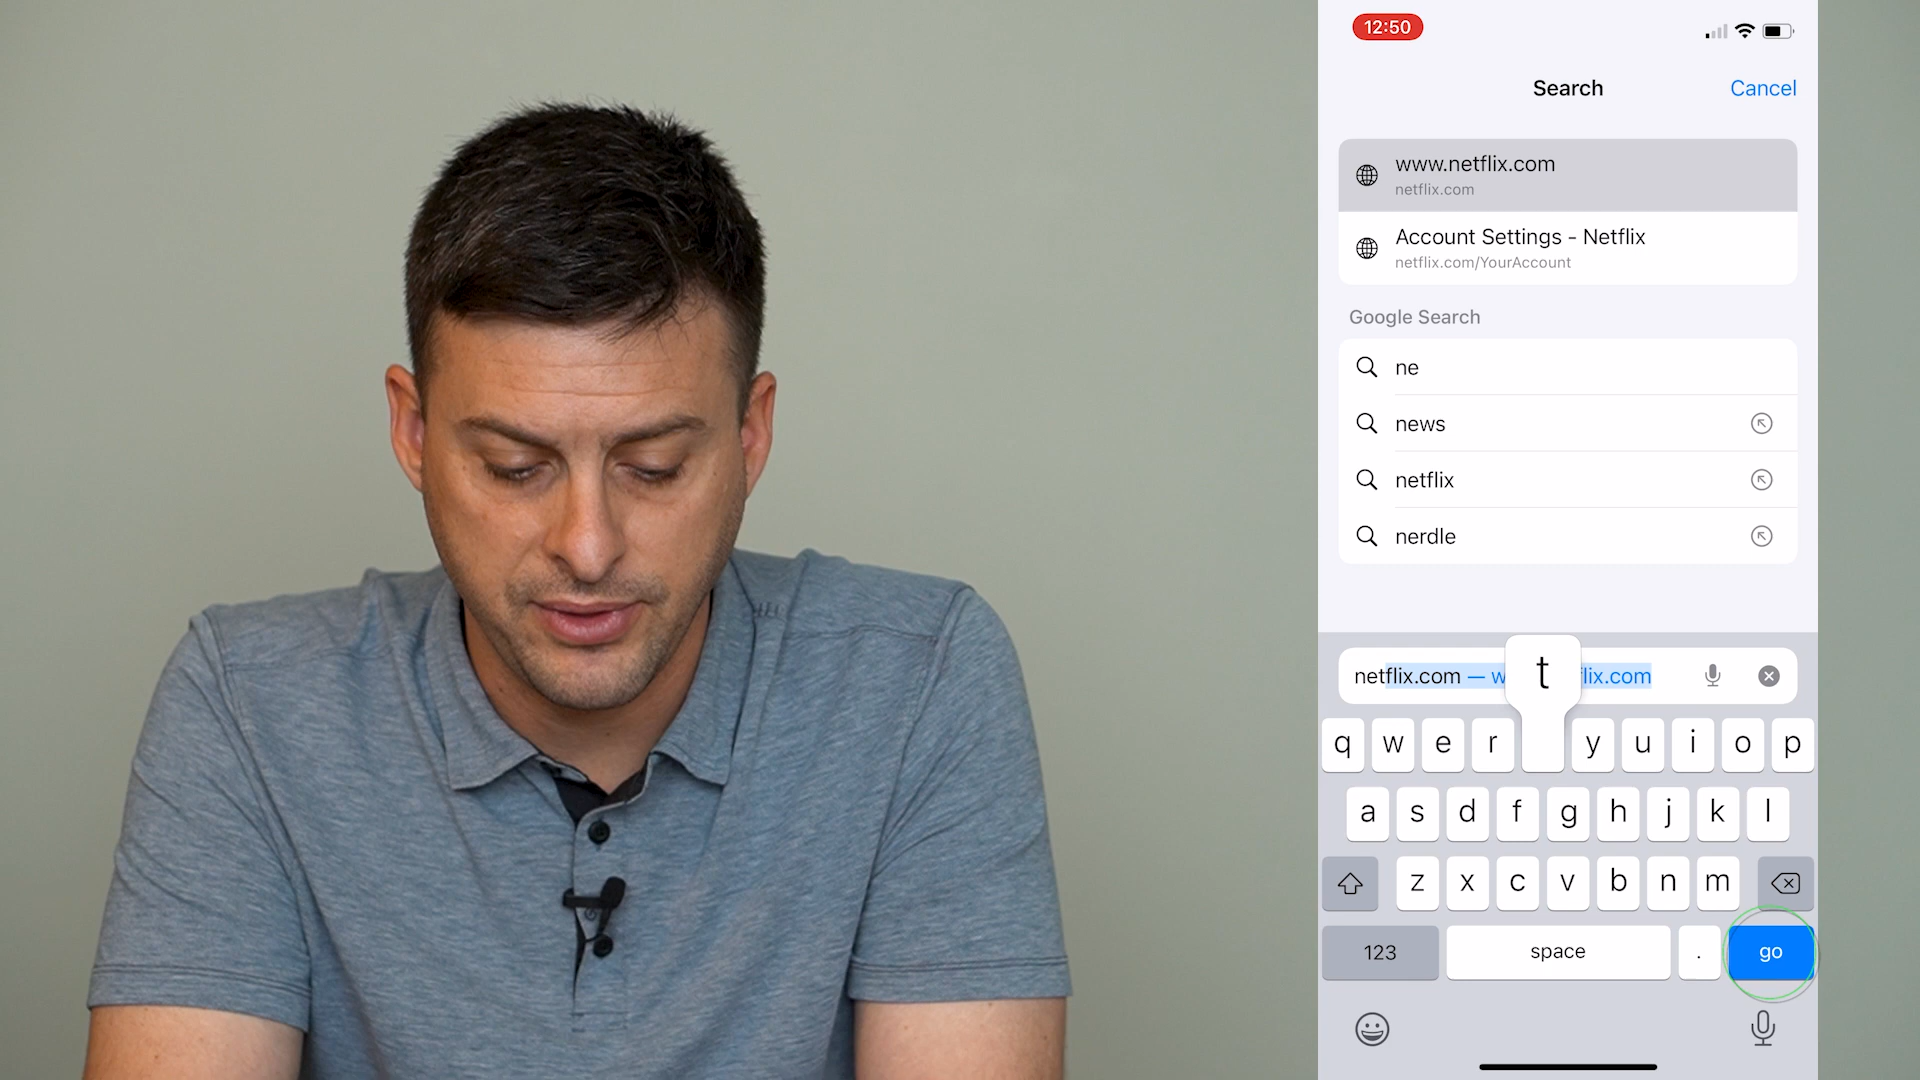 12:50
Search
Cancel
www.netflix.com
netflix.com
Account Settings - Netflix
netflix.com/YourAccount
Google Search
ne
news
netflix
nerdle
netflix.com — w
flix.com
t
q w e r y u i o p
a s d f g h j k l
z x c v b n m
123
space
.
go